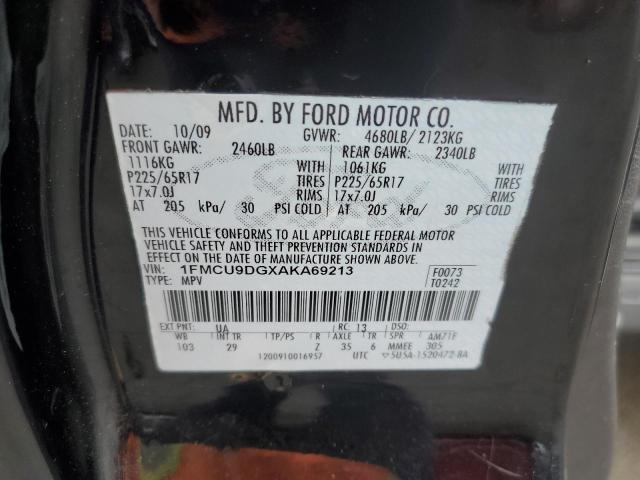 MFD. BY FORD MOTOR CO.
DATE: 10/09 GVWR: 4680LB/ 2123KG
FRONT GAWR: 2460LB REAR GAWR: 2340LB
1116KG WITH 1061KG WITH
P225/65R17 TIRES P225/65R17 TIRES
17x7.0J RIMS 17x7.0J RIMS
AT 205 kPa/ 30 PSI COLD AT 205 kPa/ 30 PSI COLD
THIS VEHICLE CONFORMS TO ALL APPLICABLE FEDERAL MOTOR
VEHICLE SAFETY AND THEFT PREVENTION STANDARDS IN
EFFECT ON THE DATE OF MANUFACTURE SHOWN ABOVE.
VIN: 1FMCU9DGXAKA69213 F0073
TYPE: MPV T0242
EXT PNT: UA RC: 13 DSO:
WB INT TR TP/PS R AXLE TR SPR AM71F
103 29 Z 35 6 MMEE 305
1200910016957 UTC 5U5A-1520472-BA